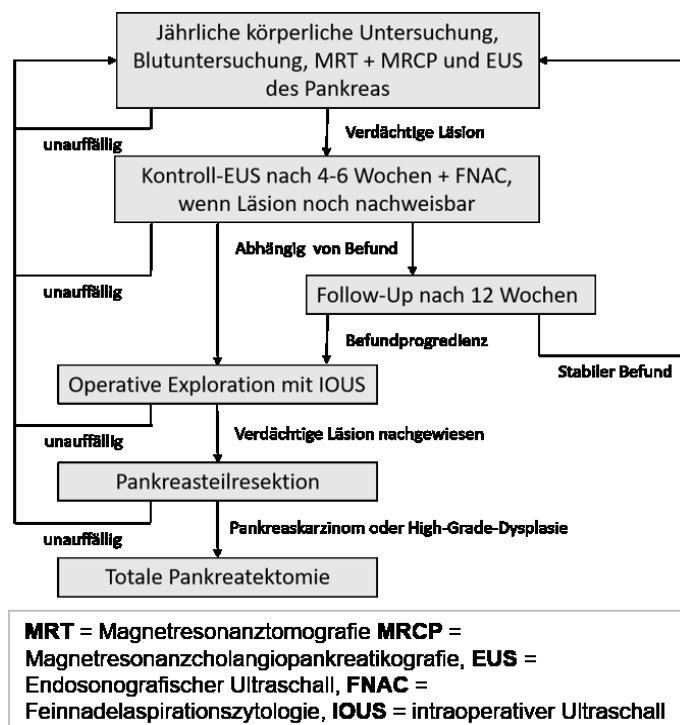 Jährliche körperliche Untersuchung,
Blutuntersuchung, MRT + MRCP und EUS
des Pankreas
unauffällig
Verdächtige Läsion
Kontroll-EUS nach 4-6 Wochen + FNAC,
wenn Läsion noch nachweisbar
unauffällig
Abhängig von Befund
Follow-Up nach 12 Wochen
Befundprogredienz
Stabiler Befund
Operative Exploration mit IOUS
unauffällig
Verdächtige Läsion nachgewiesen
Pankreasteilresektion
unauffällig
Pankreaskarzinom oder High-Grade-Dysplasie
Totale Pankreatektomie
MRT = Magnetresonanztomografie MRCP =
Magnetresonanzcholangiopankreatikografie, EUS =
Endosonografischer Ultraschall, FNAC =
Feinnadelaspirationszytologie, IOUS = intraoperativer Ultraschall